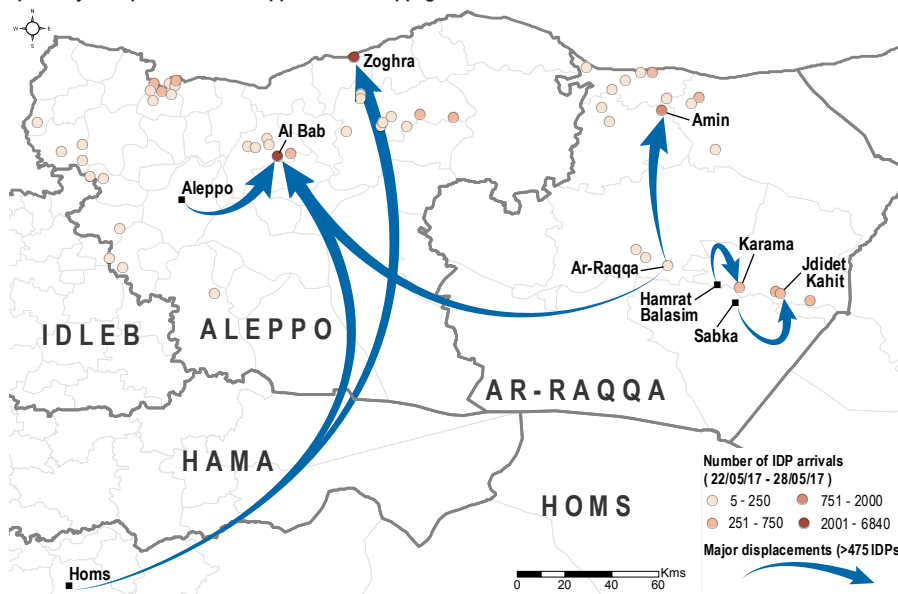 N
W E
S
Zoghra
Al Bab
Amin
Aleppo
Ar-Raqqa
Karama
Jdidet
Kahit
Hamrat
Balasim
Sabka
IDLEB
ALEPPO
AR-RAQQA
HAMA
HOMS
Homs
Number of IDP arrivals
( 22/05/17 - 28/05/17 )
5 - 250
751 - 2000
251 - 750
2001 - 6840
Major displacements (>475 IDPs
Kms
0 20 40 60